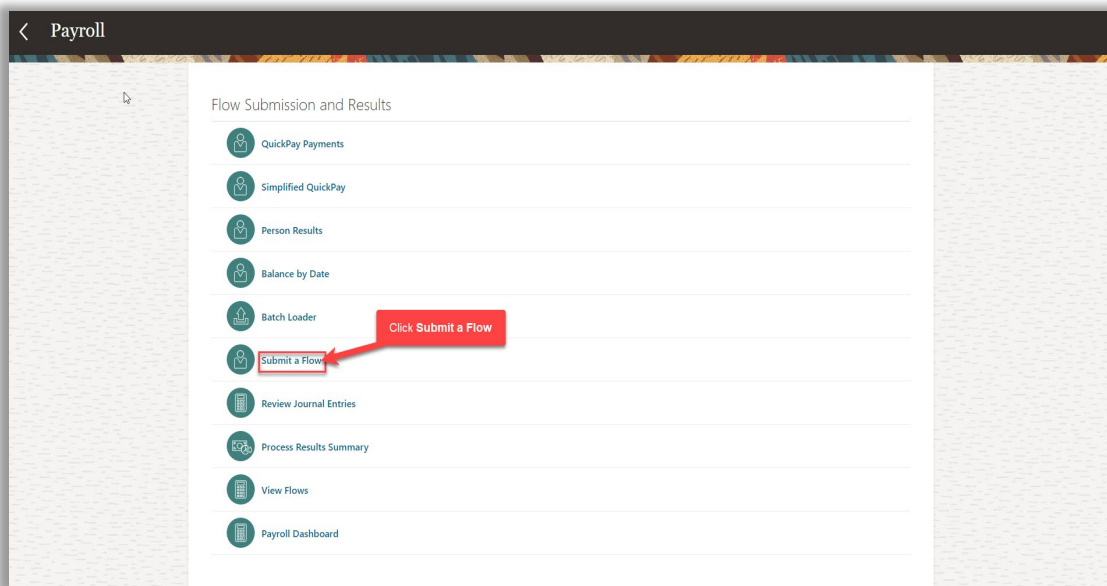 Payroll
Flow Submission and Results
QuickPay Payments
Simplified QuickPay
Person Results
Balance by Date
Batch Loader
Click Submit a Flow
Submit a Flow
Review Journal Entries
Process Results Summary
View Flows
Payroll Dashboard